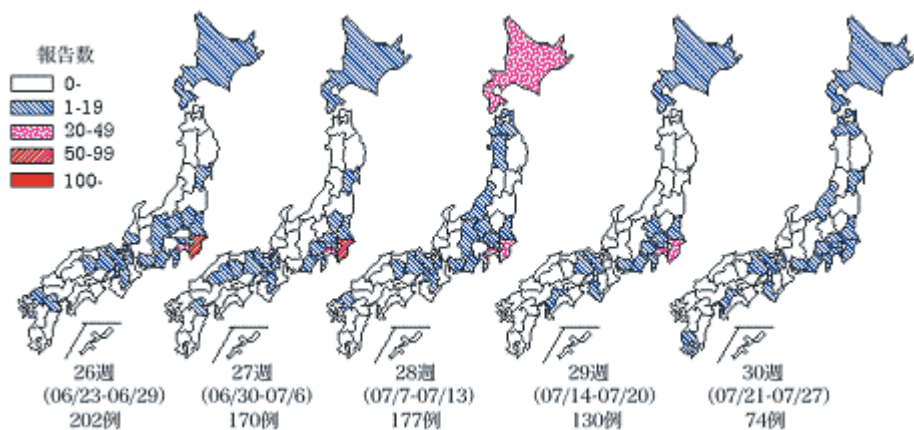 報告数
0-
1-19
20-49
50-99
100-
26週
(06/23-06/29)
202例
27週
(06/30-07/6)
170例
28週
(07/7-07/13)
177例
29週
(07/14-07/20)
130例
30週
(07/21-07/27)
74例